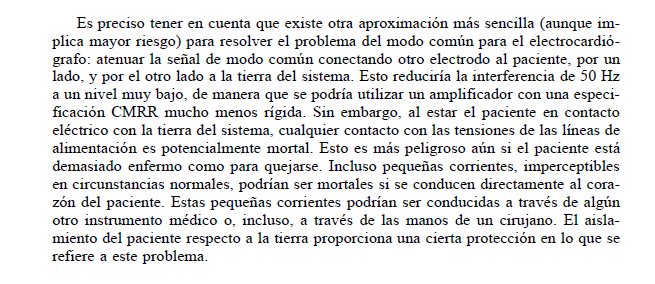 Es preciso tener en cuenta que existe otra aproximación más sencilla (aunque im-
plica mayor riesgo) para resolver el problema del modo común para el electrocardió-
grafo: atenuar la señal de modo común conectando otro electrodo al paciente, por un
lado, y por el otro lado a la tierra del sistema. Esto reduciría la interferencia de 50 Hz
a un nivel muy bajo, de manera que se podría utilizar un amplificador con una especi-
ficación CMRR mucho menos rígida. Sin embargo, al estar el paciente en contacto
eléctrico con la tierra del sistema, cualquier contacto con las tensiones de las líneas de
alimentación es potencialmente mortal. Esto es más peligroso aún si el paciente está
demasiado enfermo como para quejarse. Incluso pequeñas corrientes, imperceptibles
en circunstancias normales, podrían ser mortales si se conducen directamente al cora-
zón del paciente. Estas pequeñas corrientes podrían ser conducidas a través de algún
otro instrumento médico o, incluso, a través de las manos de un cirujano. El aisla-
miento del paciente respecto a la tierra proporciona una cierta protección en lo que se
refiere a este problema.